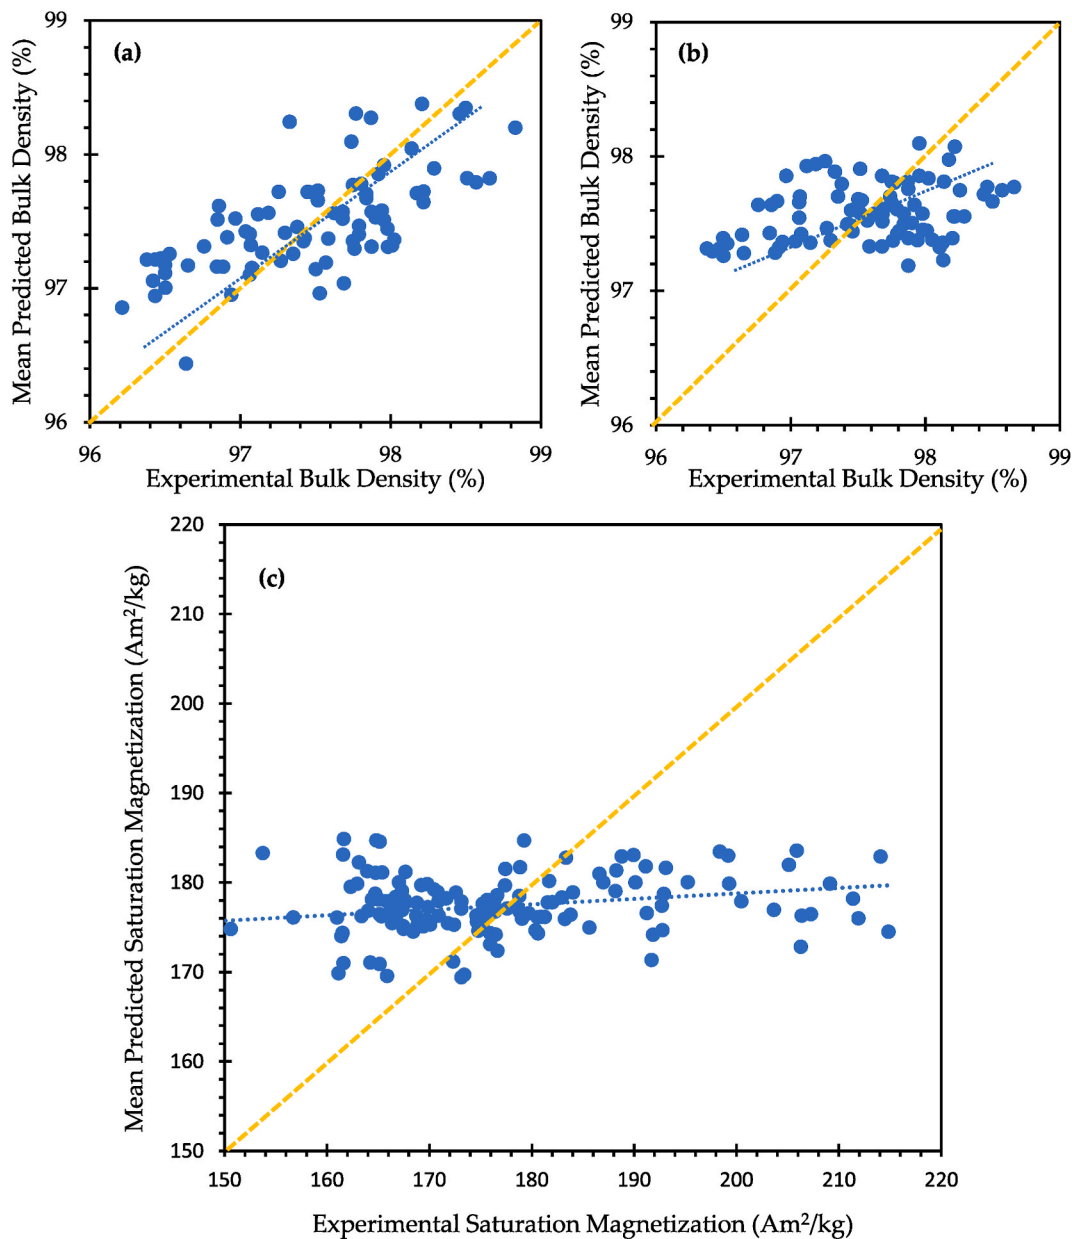 (a)
Mean Predicted Bulk Density (%)
99
98
97
96
96 97 98 99
Experimental Bulk Density (%)
(b)
Mean Predicted Bulk Density (%)
99
98
97
96
96 97 98 99
Experimental Bulk Density (%)
(c)
Mean Predicted Saturation Magnetization (Am²/kg)
220
210
200
190
180
170
160
150
150 160 170 180 190 200 210 220
Experimental Saturation Magnetization (Am²/kg)